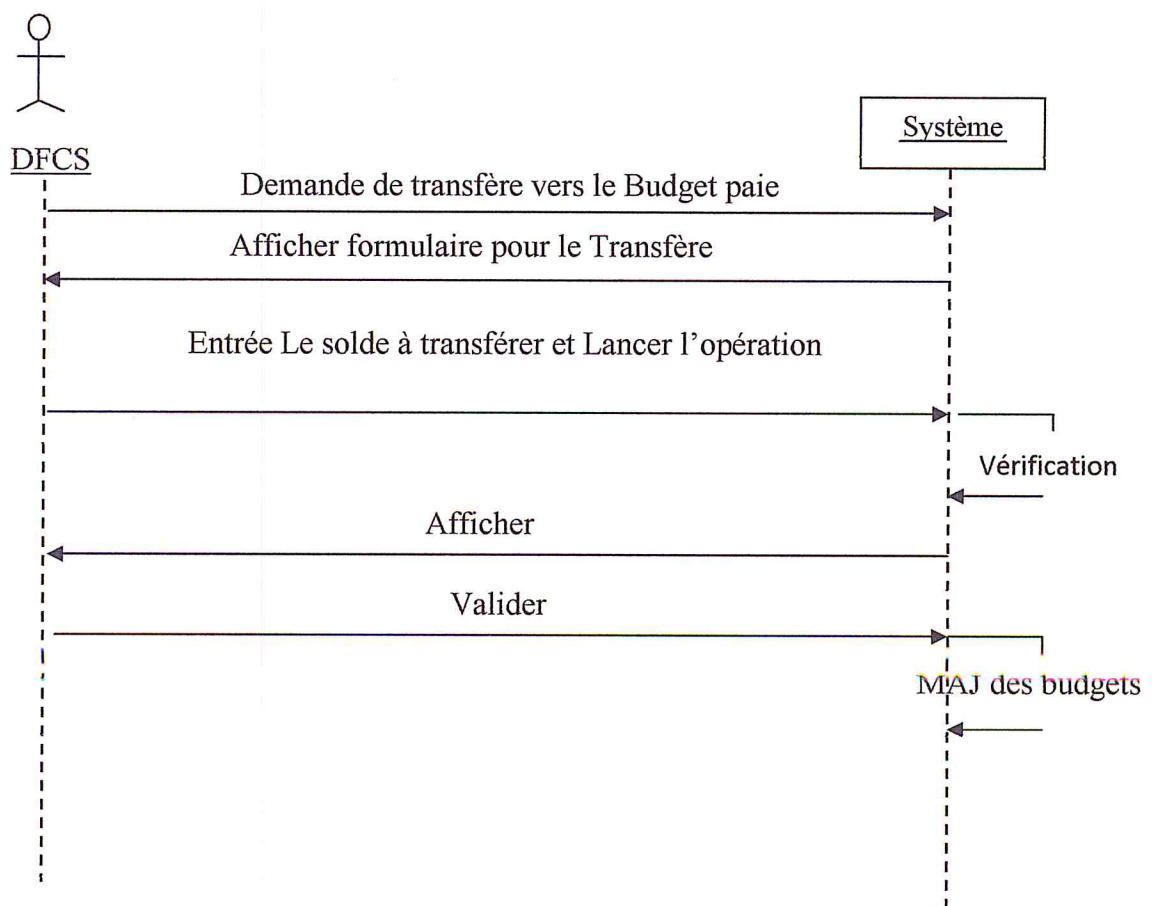 Système
DFCS
Demande de transfère vers le Budget paie
Afficher formulaire pour le Transfère
Entrée Le solde à transférer et Lancer l'opération
Vérification
Afficher
Valider
MAJ des budgets